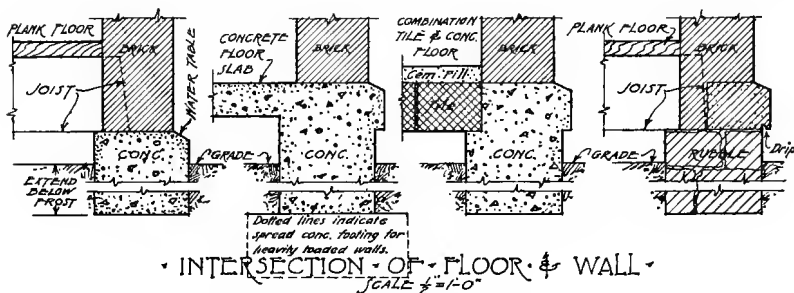 PLANK FLOOR
BRICK
JOIST
WATER TABLE
CONC.
GRADE
EXTEND
BELOW
FROST
CONCRETE
FLOOR
SLAB
BRICK
CONC.
COMBINATION
TILE & CONC.
FLOOR
BRICK
Cem. Fill
Tile
CONC.
GRADE
PLANK FLOOR
BRICK
JOIST
RUBBLE
Drip
Dotted lines indicate
spread conc. footing for
heavily loaded walls.
· INTERSECTION · OF · FLOOR · & · WALL ·
SCALE ½"=1'-0"